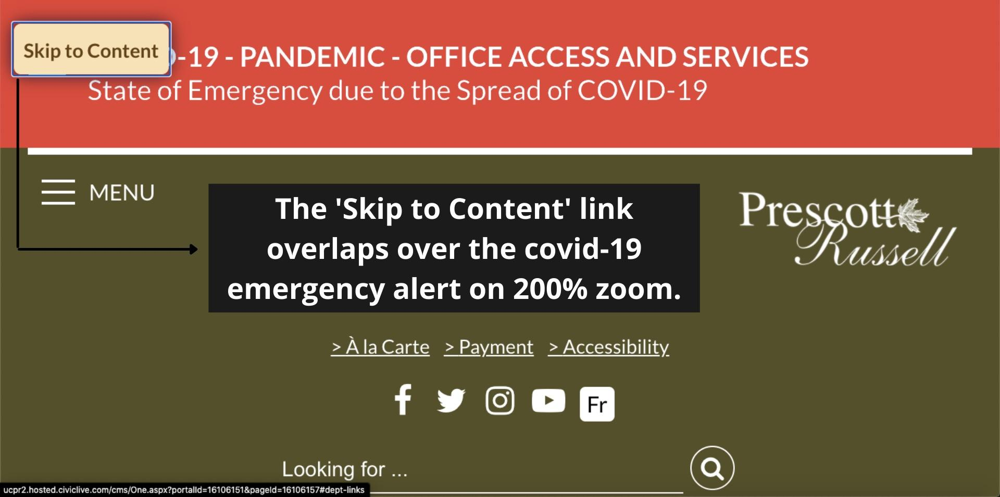 Skip to Content
-19 - PANDEMIC - OFFICE ACCESS AND SERVICES
State of Emergency due to the Spread of COVID-19
MENU
The 'Skip to Content' link
overlaps over the covid-19
emergency alert on 200% zoom.
Prescott
Russell
> À la Carte > Payment > Accessibility
Fr
Looking for ...
ucpr2.hosted.civiclive.com/cms/One.aspx?portalId=16106151&pageId=16106157#dept-links